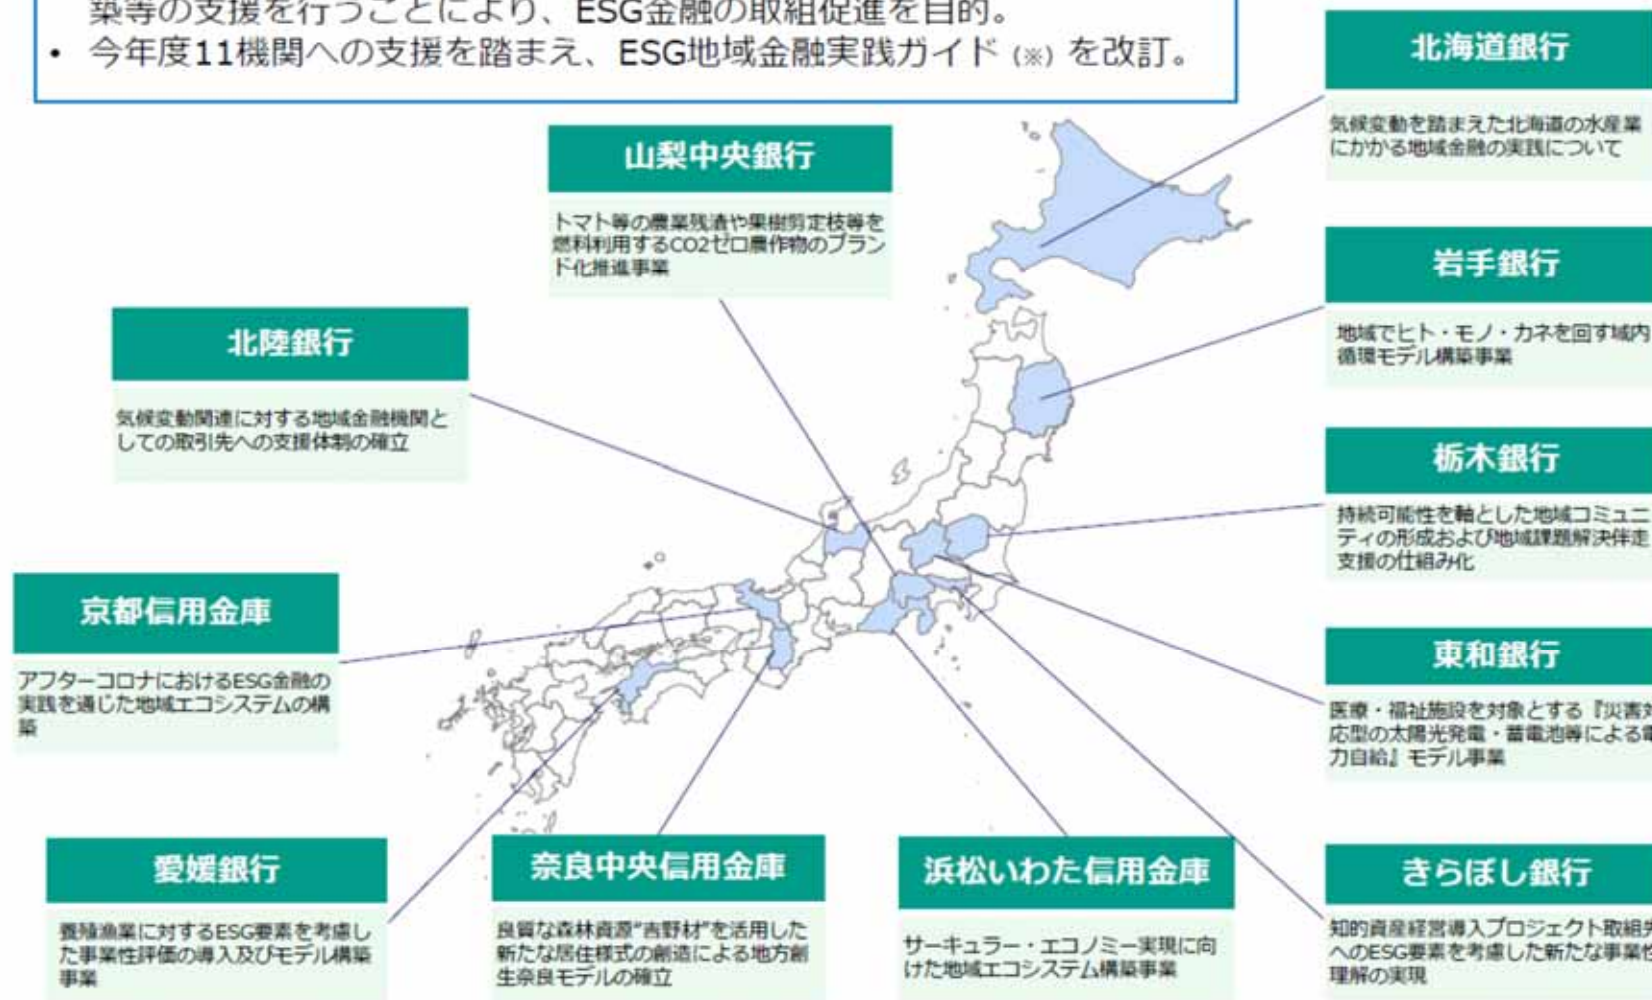 築等の支援を行うことにより、ESG金融の取組促進を目的。
• 今年度11機関への支援を踏まえ、ESG地域金融実践ガイド (※) を改訂。
北海道銀行
気候変動を踏まえた北海道の水産業
にかかる地域金融の実践について
山梨中央銀行
トマト等の農業残渣や果樹剪定枝等を
燃料利用するCO2ゼロ農作物のブラン
ド化推進事業
岩手銀行
地域でヒト・モノ・カネを回す域内
循環モデル構築事業
北陸銀行
気候変動関連に対する地域金融機関と
しての取引先への支援体制の確立
栃木銀行
持続可能性を軸とした地域コミュニ
ティの形成および地域課題解決伴走
支援の仕組み化
京都信用金庫
アフターコロナにおけるESG金融の
実践を通じた地域エコシステムの構
築
東和銀行
医療・福祉施設を対象とする『災害対
応型の太陽光発電・蓄電池等による電
力自給』モデル事業
愛媛銀行
養殖漁業に対するESG要素を考慮し
た事業性評価の導入及びモデル構築
事業
奈良中央信用金庫
良質な森林資源"吉野材"を活用した
新たな居住様式の創造による地方創
生奈良モデルの確立
浜松いわた信用金庫
サーキュラー・エコノミー実現に向
けた地域エコシステム構築事業
きらぼし銀行
知的資産経営導入プロジェクト取組先
へのESG要素を考慮した新たな事業性
理解の実現